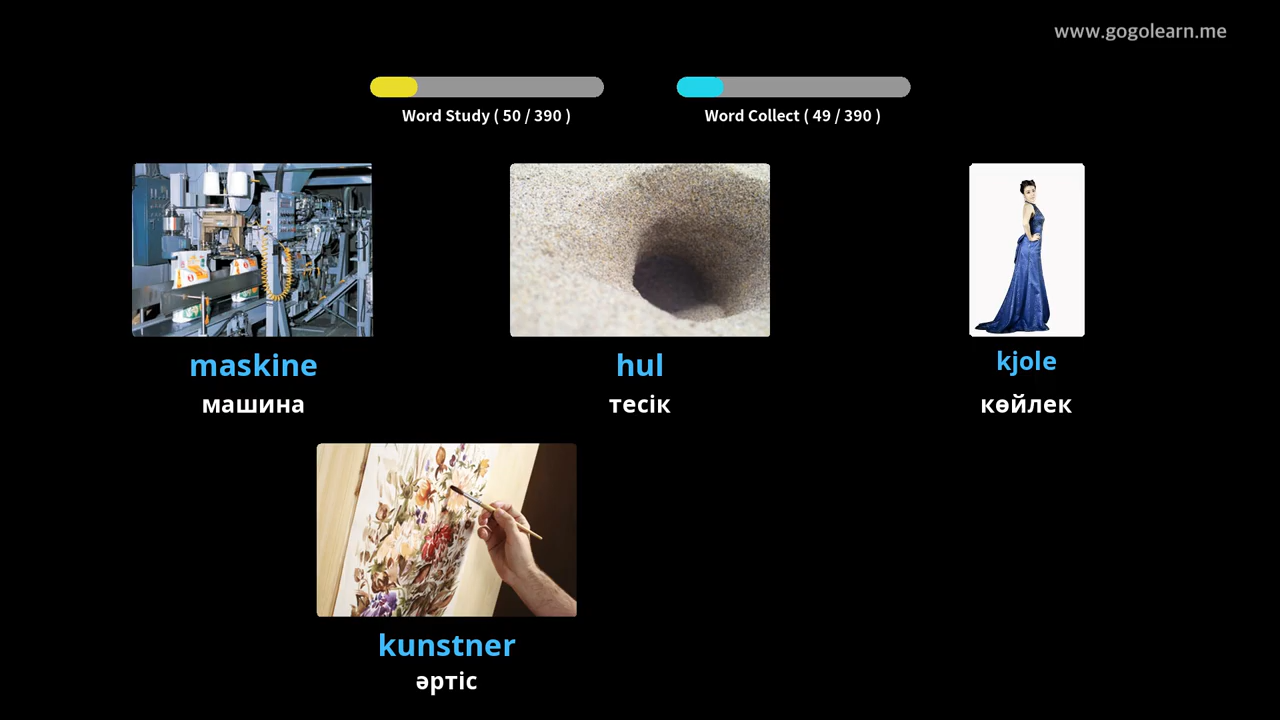 www.gogolearn.me
Word Study ( 50 / 390 )
Word Collect ( 49 / 390 )
maskine
машина
hul
тесік
kjole
көйлек
kunstner
әртіс